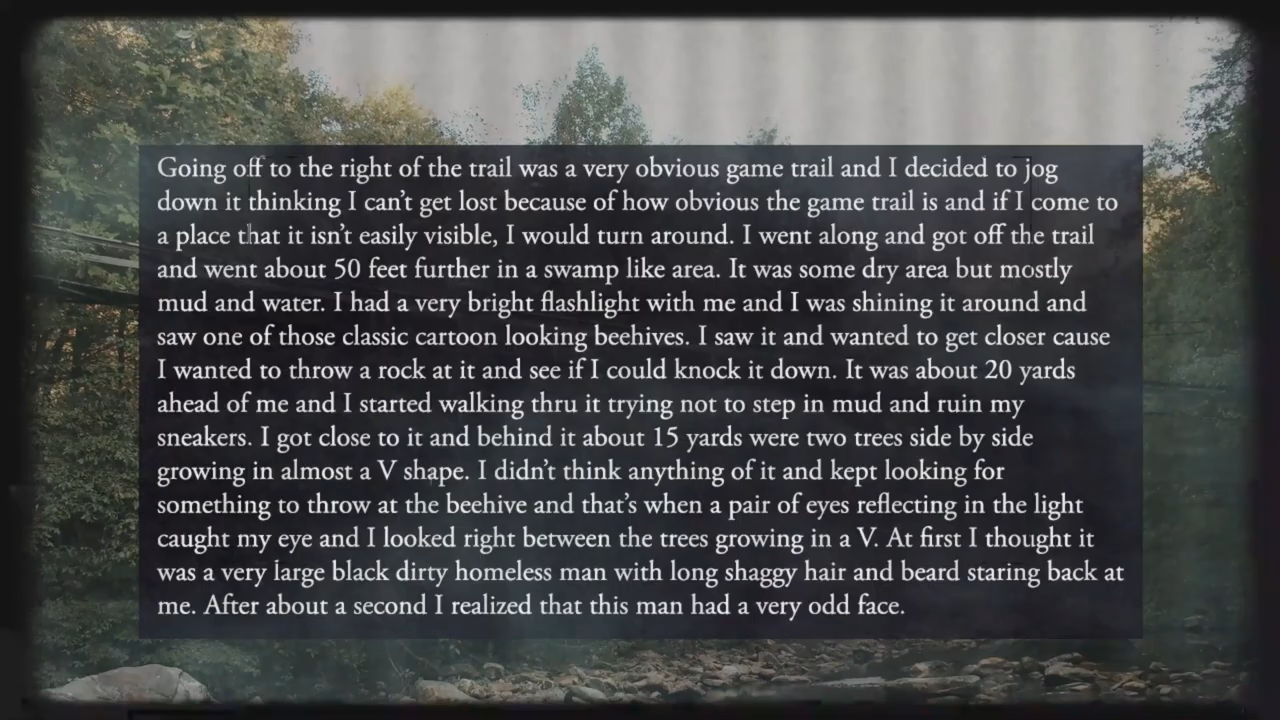 Going off to the right of the trail was a very obvious game trail and I decided to jog
down it thinking I can't get lost because of how obvious the game trail is and if I come to
a place that it isn't easily visible, I would turn around. I went along and got off the trail
and went about 50 feet further in a swamp like area. It was some dry area but mostly
mud and water. I had a very bright flashlight with me and I was shining it around and
saw one of those classic cartoon looking beehives. I saw it and wanted to get closer cause
I wanted to throw a rock at it and see if I could knock it down. It was about 20 yards
ahead of me and I started walking thru it trying not to step in mud and ruin my
sneakers. I got close to it and behind it about 15 yards were two trees side by side
growing in almost a V shape. I didn't think anything of it and kept looking for
something to throw at the beehive and that's when a pair of eyes reflecting in the light
caught my eye and I looked right between the trees growing in a V. At first I thought it
was a very large black dirty homeless man with long shaggy hair and beard staring back at
me. After about a second I realized that this man had a very odd face.